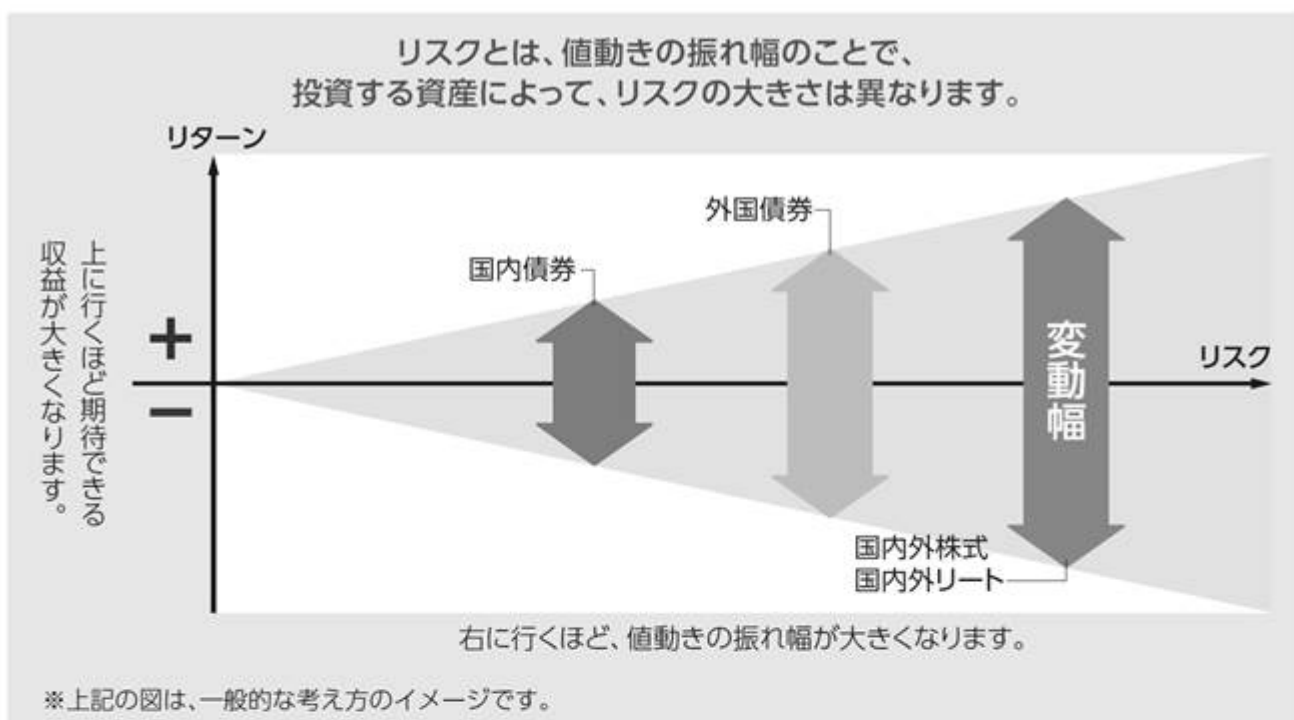 リスクとは、値動きの振れ幅のことで、
投資する資産によって、リスクの大きさは異なります。
リターン
外国債券
国内債券
上に行くほど期待できる
収益が大きくなります。
+
変動幅
リスク
−
国内外株式
国内外リート
右に行くほど、値動きの振れ幅が大きくなります。
※上記の図は、一般的な考え方のイメージです。